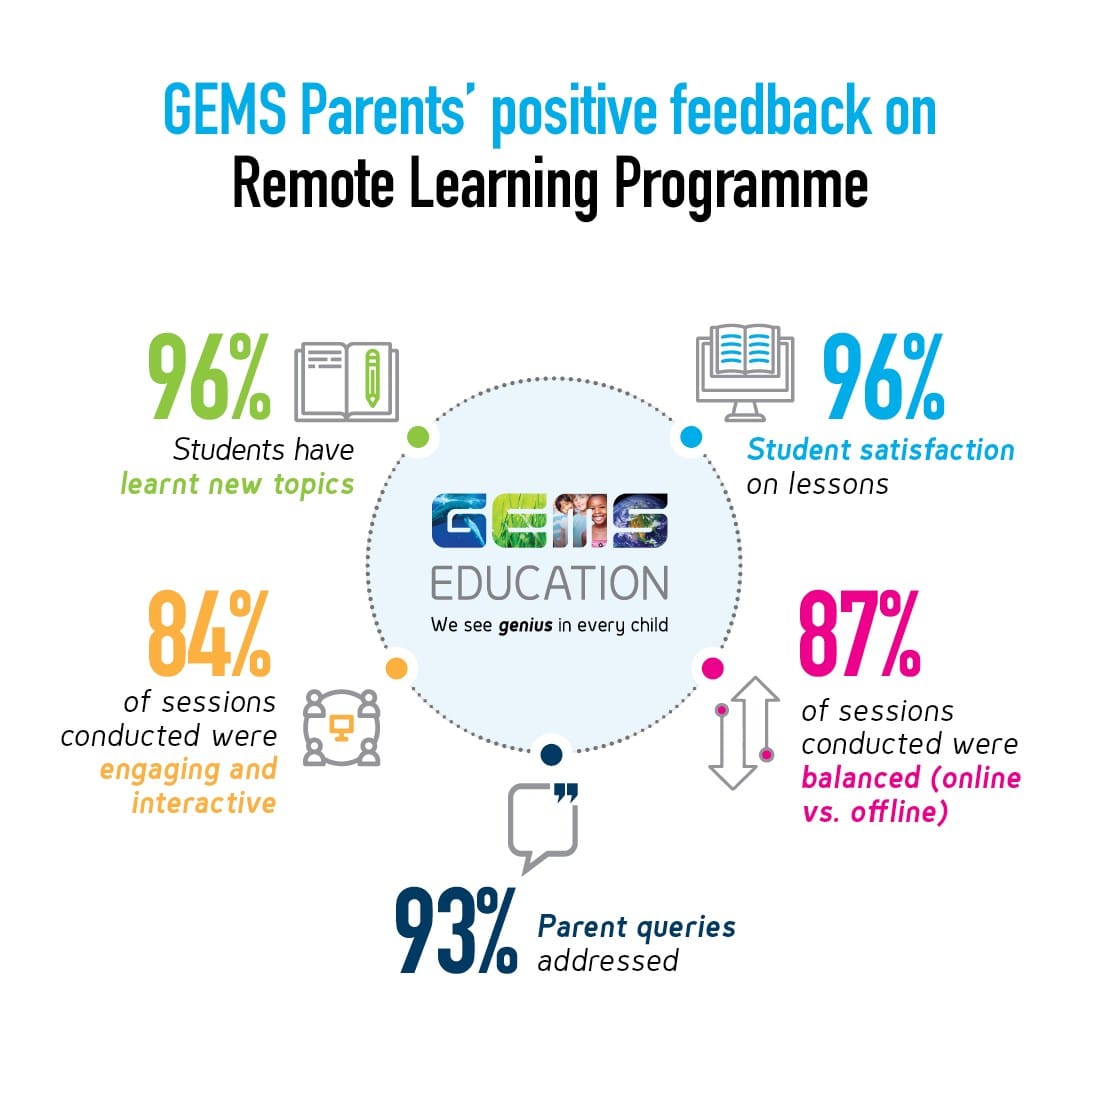 GEMS Parents' positive feedback on
Remote Learning Programme
96%
Students have
learnt new topics
96%
Student satisfaction
on lessons
GEMS
EDUCATION
We see genius in every child
84%
of sessions
conducted were
engaging and
interactive
87%
of sessions
conducted were
balanced (online
vs. offline)
93%
Parent queries
addressed